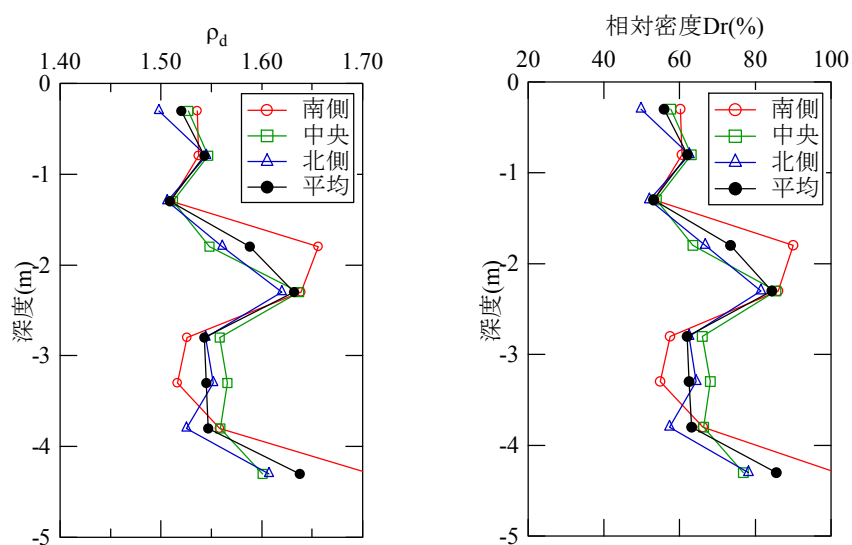 ρd
1.40 1.50 1.60 1.70
0
-1
-2
-3
-4
-5
深度(m)
南側
中央
北側
平均
相対密度Dr(%)
20 40 60 80 100
0
-1
-2
-3
-4
-5
深度(m)
南側
中央
北側
平均